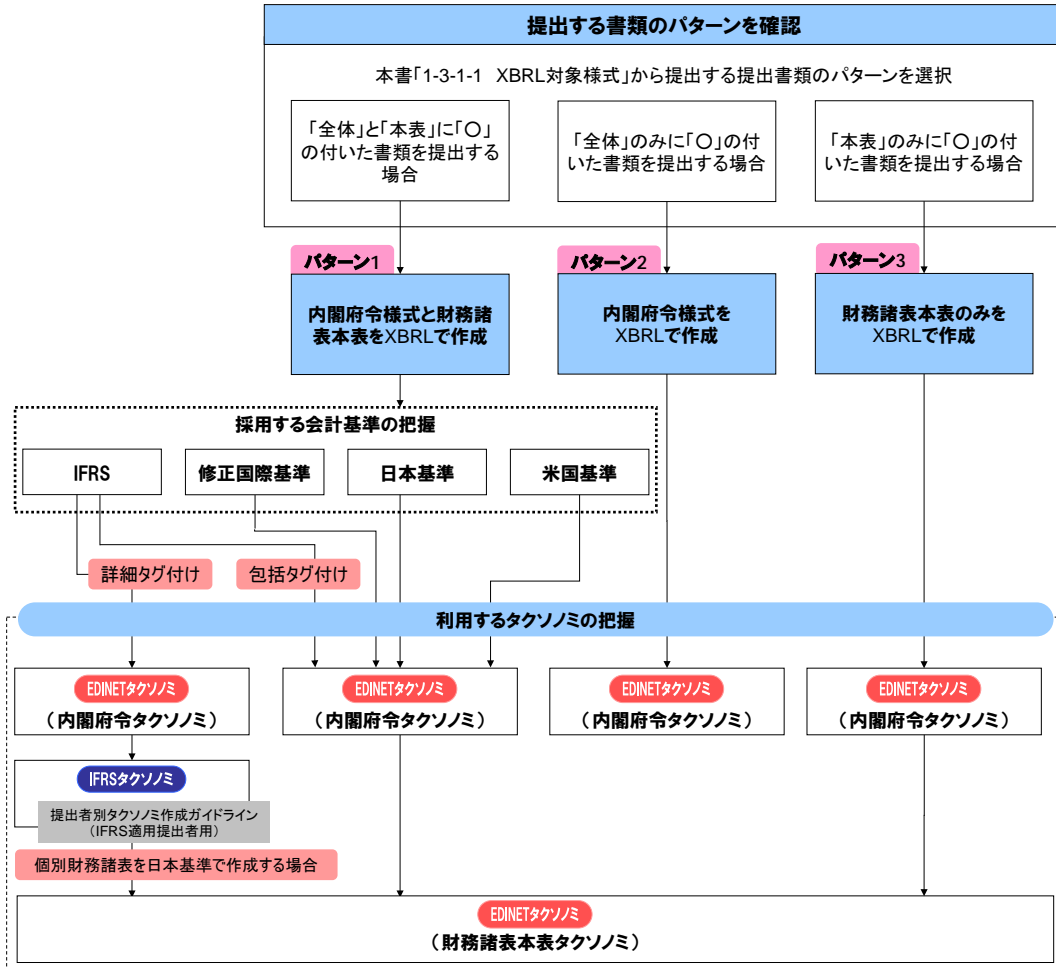 提出する書類のパターンを確認
本書「1-3-1-1 XBRL対象様式」から提出する提出書類のパターンを選択
「全体」と「本表」に「〇」
の付いた書類を提出する
場合
「全体」のみに「〇」の付
いた書類を提出する場合
「本表」のみに「〇」の付
いた書類を提出する場合
パターン1
パターン2
パターン3
内閣府令様式と財務諸
表本表をXBRLで作成
内閣府令様式を
XBRLで作成
財務諸表本表のみを
XBRLで作成
採用する会計基準の把握
IFRS
修正国際基準
日本基準
米国基準
詳細タグ付け
包括タグ付け
利用するタクソノミの把握
EDINETタクソノミ
（内閣府令タクソノミ）
EDINETタクソノミ
（内閣府令タクソノミ）
EDINETタクソノミ
（内閣府令タクソノミ）
EDINETタクソノミ
（内閣府令タクソノミ）
IFRSタクソノミ
提出者別タクソノミ作成ガイドライン
（IFRS適用提出者用）
個別財務諸表を日本基準で作成する場合
EDINETタクソノミ
（財務諸表本表タクソノミ）